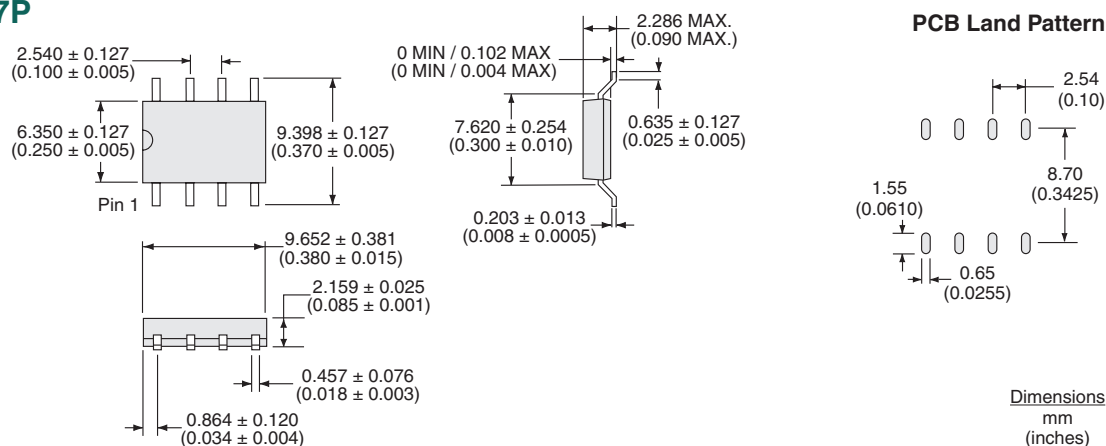 7P
2.540 ± 0.127
(0.100 ± 0.005)
6.350 ± 0.127
(0.250 ± 0.005)
9.398 ± 0.127
(0.370 ± 0.005)
Pin 1
9.652 ± 0.381
(0.380 ± 0.015)
2.159 ± 0.025
(0.085 ± 0.001)
0.457 ± 0.076
(0.018 ± 0.003)
0.864 ± 0.120
(0.034 ± 0.004)
2.286 MAX.
(0.090 MAX.)
0 MIN / 0.102 MAX
(0 MIN / 0.004 MAX)
7.620 ± 0.254
(0.300 ± 0.010)
0.635 ± 0.127
(0.025 ± 0.005)
0.203 ± 0.013
(0.008 ± 0.0005)
PCB Land Pattern
2.54
(0.10)
8.70
(0.3425)
1.55
(0.0610)
0.65
(0.0255)
Dimensions
mm
(inches)